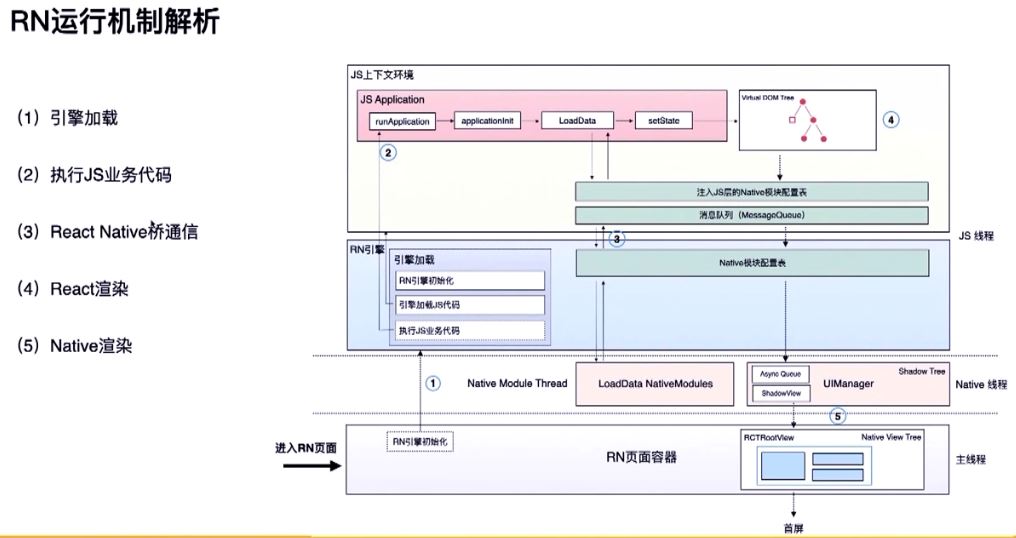 RN运行机制解析
(1) 引擎加载
(2) 执行JS业务代码
(3) React Native桥通信
(4) React渲染
(5) Native渲染
JS上下文环境
JS Application
runApplication
applicationInit
LoadData
setState
Virtual DOM Tree
4
2
注入JS层的Native模块配置表
消息队列（MessageQueue）
3
JS 线程
RN引擎
引擎加载
RN引擎初始化
引擎加载JS代码
执行JS业务代码
Native模块配置表
1
Native Module Thread
LoadData NativeModules
Async Queue
ShadowView
UIManager
Shadow Tree
Native 线程
5
进入RN页面
RN引擎初始化
RN页面容器
RCTRootView
Native View Tree
主线程
首屏